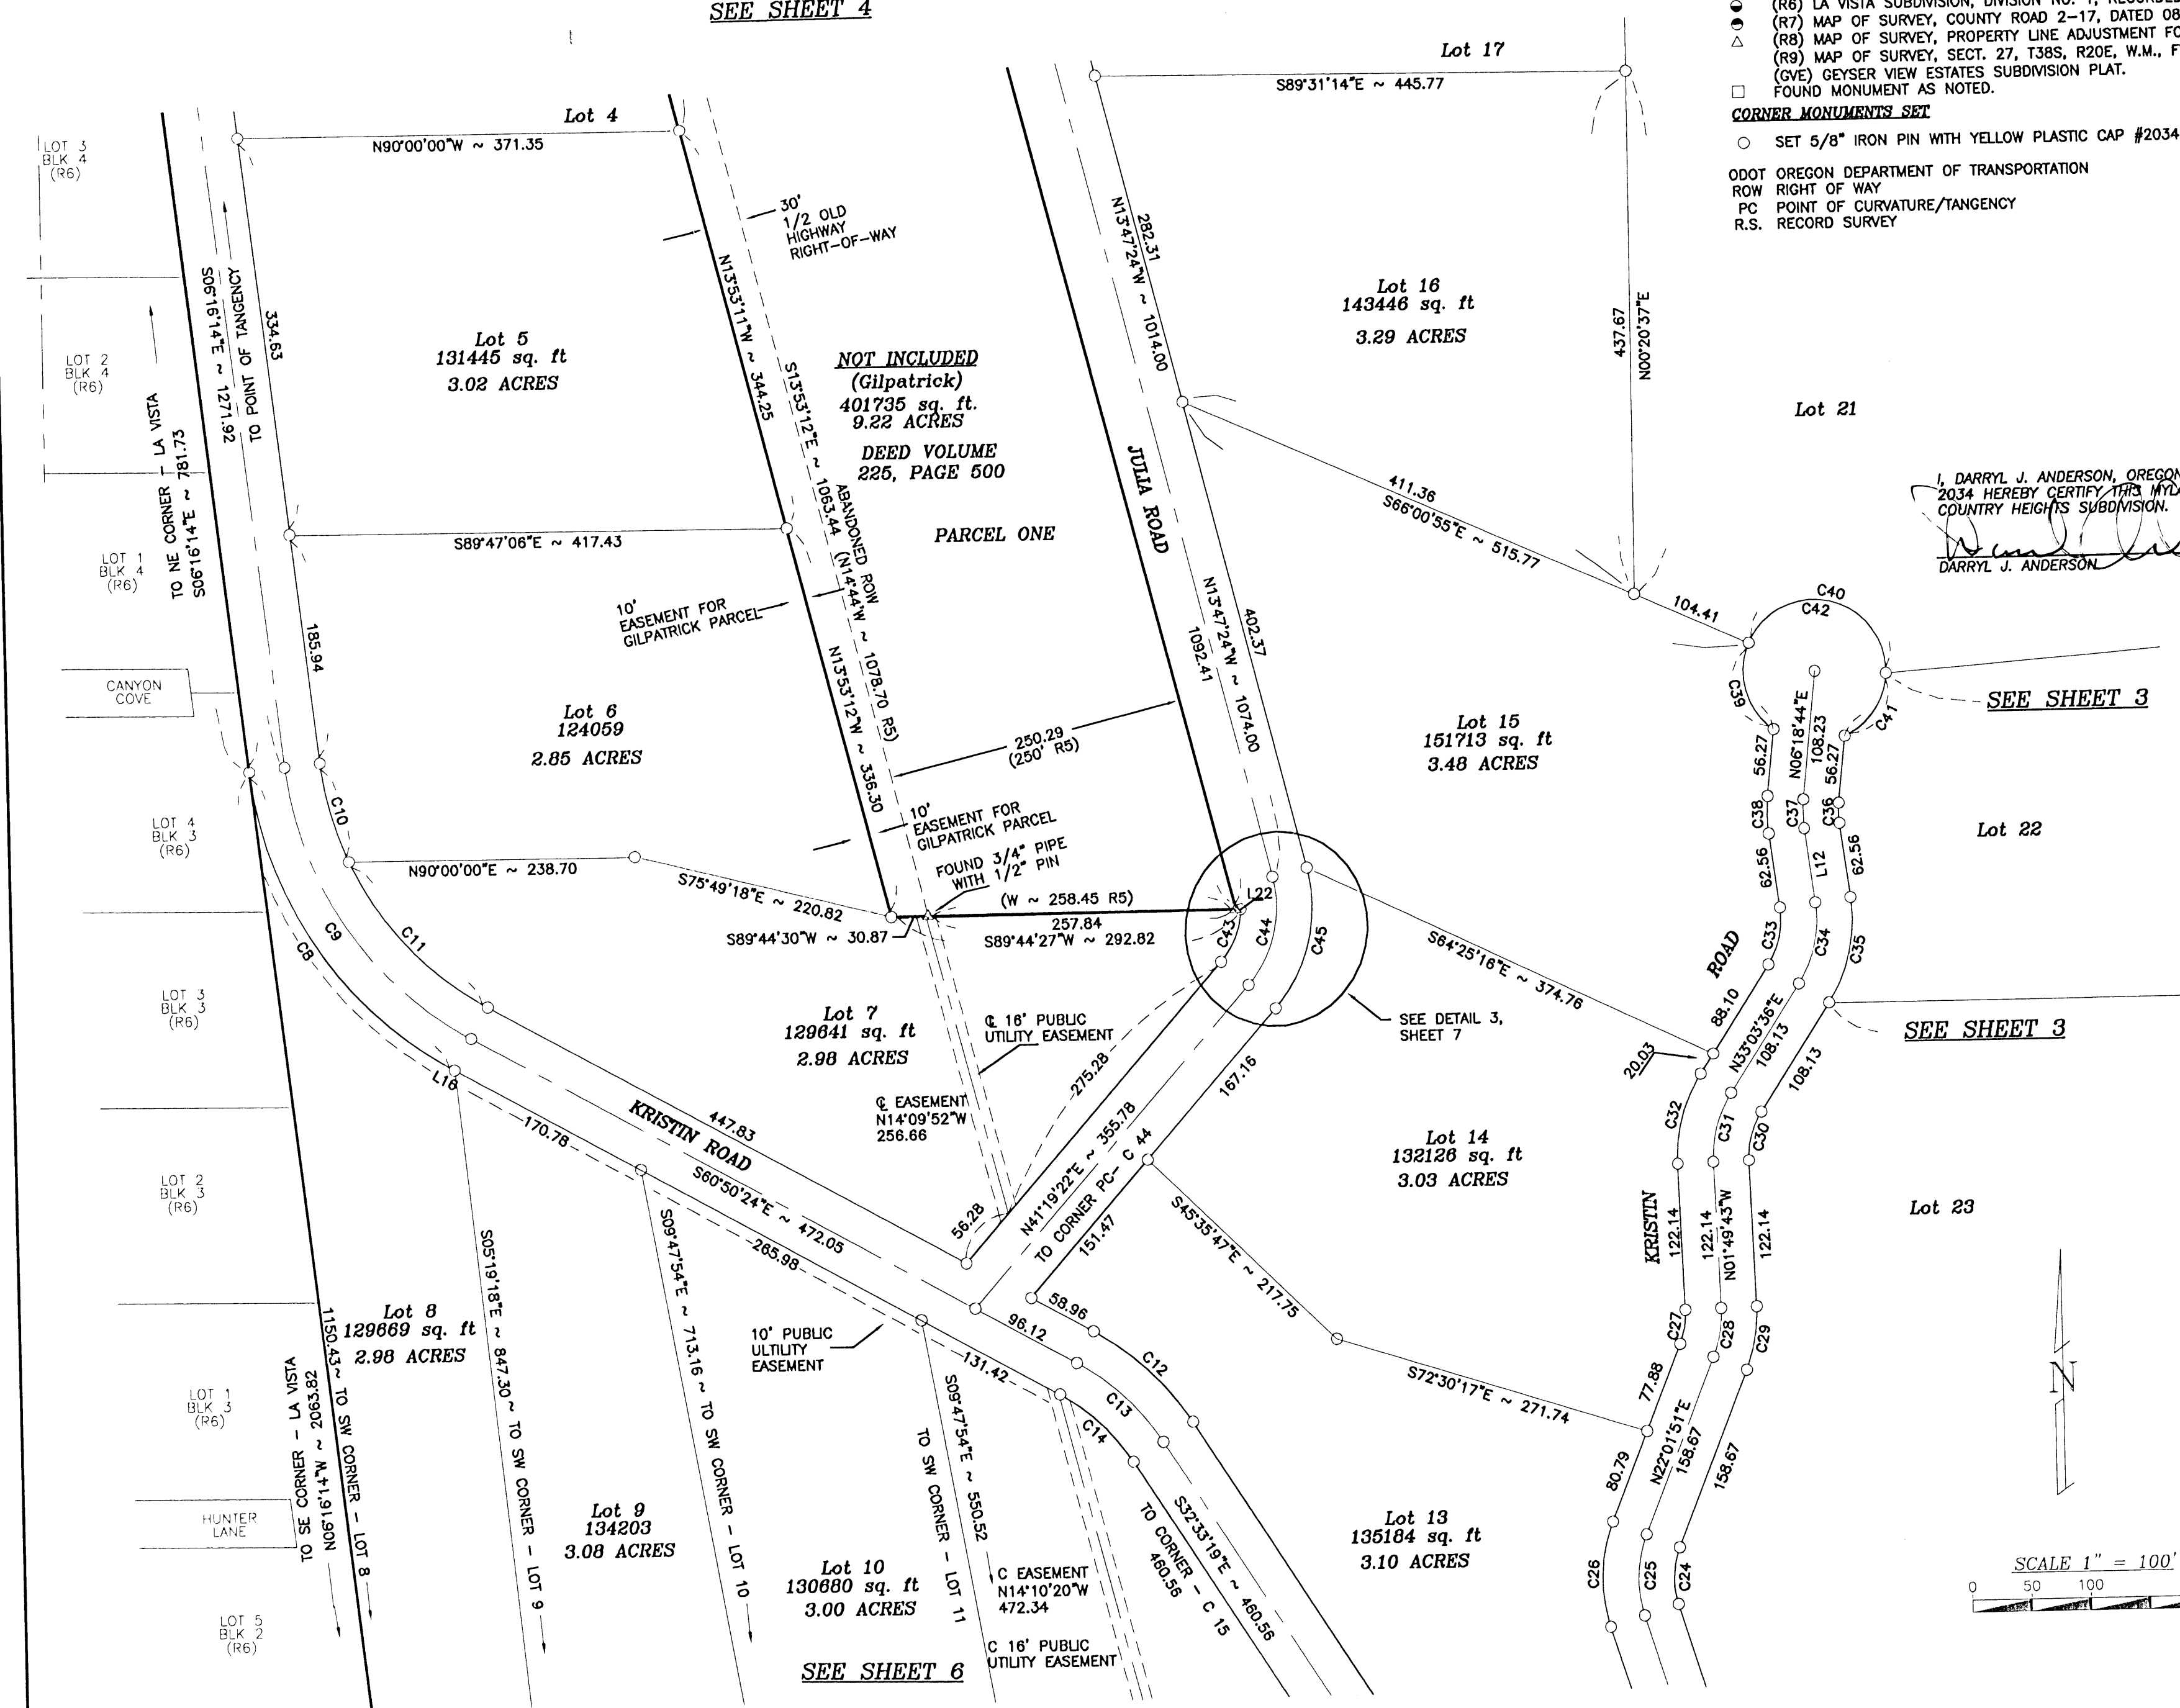 SEE SHEET 4
(R6) LA VISTA SUBDIVISION, DIVISION NO. 1, RECORDED
(R7) MAP OF SURVEY, COUNTY ROAD 2-17, DATED 08
(R8) MAP OF SURVEY, PROPERTY LINE ADJUSTMENT FO
(R9) MAP OF SURVEY, SECT. 27, T38S, R20E, W.M., F
(GVE) GEYSER VIEW ESTATES SUBDIVISION PLAT.
FOUND MONUMENT AS NOTED.
CORNER MONUMENTS SET
SET 5/8" IRON PIN WITH YELLOW PLASTIC CAP #2034
ODOT OREGON DEPARTMENT OF TRANSPORTATION
ROW RIGHT OF WAY
PC POINT OF CURVATURE/TANGENCY
R.S. RECORD SURVEY
Lot 17
S89°31'14"E ~ 445.77
Lot 4
N90°00'00"W ~ 371.35
LOT 3
BLK 4
(R6)
30'
1/2 OLD
HIGHWAY
RIGHT-OF-WAY
282.31
N13°47'24"W ~ 1014.00
Lot 16
143446 sq. ft
3.29 ACRES
437.67
N00°20'37"E
S06°16'14"E ~ 1271.92
TO POINT OF TANGENCY
334.63
Lot 5
131445 sq. ft
3.02 ACRES
N13°53'11"W ~ 344.25
S13°53'12"E ~ 1063.44 (N14°44'W ~ 1078.70 R5)
ABANDONED ROW
NOT INCLUDED
(Gilpatrick)
401735 sq. ft.
9.22 ACRES
DEED VOLUME
225, PAGE 500
PARCEL ONE
JULIA ROAD
LOT 2
BLK 4
(R6)
TO NE CORNER - LA VISTA
S06°16'14"E ~ 781.73
Lot 21
I, DARRYL J. ANDERSON, OREGON
2034 HEREBY CERTIFY THIS MYL
COUNTRY HEIGHTS SUBDIVISION.
DARRYL J. ANDERSON
411.36
S66°00'55"E ~ 515.77
S89°47'06"E ~ 417.43
LOT 1
BLK 4
(R6)
10'
EASEMENT FOR
GILPATRICK PARCEL
185.94
N13°53'12"W ~ 336.30
N13°47'24"W ~ 1074.00
1092.41
402.37
104.41
C40
C42
C39
C41
SEE SHEET 3
CANYON
COVE
Lot 6
124059
2.85 ACRES
250.29
(250' R5)
Lot 15
151713 sq. ft
3.48 ACRES
56.27
N06°18'44"E
108.23
56.27
C38
C37
C36
62.56
L12
62.56
Lot 22
LOT 4
BLK 3
(R6)
C10
10'
EASEMENT FOR
GILPATRICK PARCEL
FOUND 3/4" PIPE
WITH 1/2" PIN
N90°00'00"E ~ 238.70
S75°49'18"E ~ 220.82
(W ~ 258.45 R5)
257.84
S89°44'30"W ~ 30.87
S89°44'27"W ~ 292.82
L22
C43
C44
C45
C8
C9
C11
S64°25'16"E ~ 374.76
ROAD
C33
C34
C35
LOT 3
BLK 3
(R6)
Lot 7
129641 sq. ft
2.98 ACRES
℄ 16' PUBLIC
UTILITY EASEMENT
SEE DETAIL 3,
SHEET 7
88.10
N33°03'36"E
108.13
108.13
20.03
SEE SHEET 3
L16
275.28
167.16
℄ EASEMENT
N14°09'52"W
256.66
KRISTIN ROAD
447.83
170.78
S60°50'24"E ~ 472.05
265.98
56.28
N41°19'22"E ~ 355.78
TO CORNER PC- C 44
151.47
Lot 14
132126 sq. ft
3.03 ACRES
C32
C31
C30
LOT 2
BLK 3
(R6)
S45°35'47"E ~ 217.75
KRISTIN
122.14
122.14
N01°49'43"W
122.14
Lot 23
S05°19'18"E ~ 847.30~ TO SW CORNER - LOT 9
S09°47'54"E ~ 713.16 ~ TO SW CORNER - LOT 10
58.96
96.12
Lot 8
129669 sq. ft
2.98 ACRES
1150.43~ TO SW CORNER - LOT 8
10' PUBLIC
ULTILITY
EASEMENT
131.42
C12
C13
C14
C27
C28
C29
S72°30'17"E ~ 271.74
77.88
N22°01'51"E
158.67
158.67
80.79
N
LOT 1
BLK 3
(R6)
TO SE CORNER - LA VISTA
N06°16'14"W ~ 2063.82
S09°47'54"E ~ 550.52
TO SW CORNER - LOT 11
HUNTER
LANE
Lot 9
134203
3.08 ACRES
Lot 10
130680 sq. ft
3.00 ACRES
C EASEMENT
N14°10'20"W
472.34
S32°33'19"E ~ 460.56
TO CORNER - C 15
460.56
Lot 13
135184 sq. ft
3.10 ACRES
C26
C25
C24
SCALE 1" = 100'
0 50 100
LOT 5
BLK 2
(R6)
C 16' PUBLIC
UTILITY EASEMENT
SEE SHEET 6